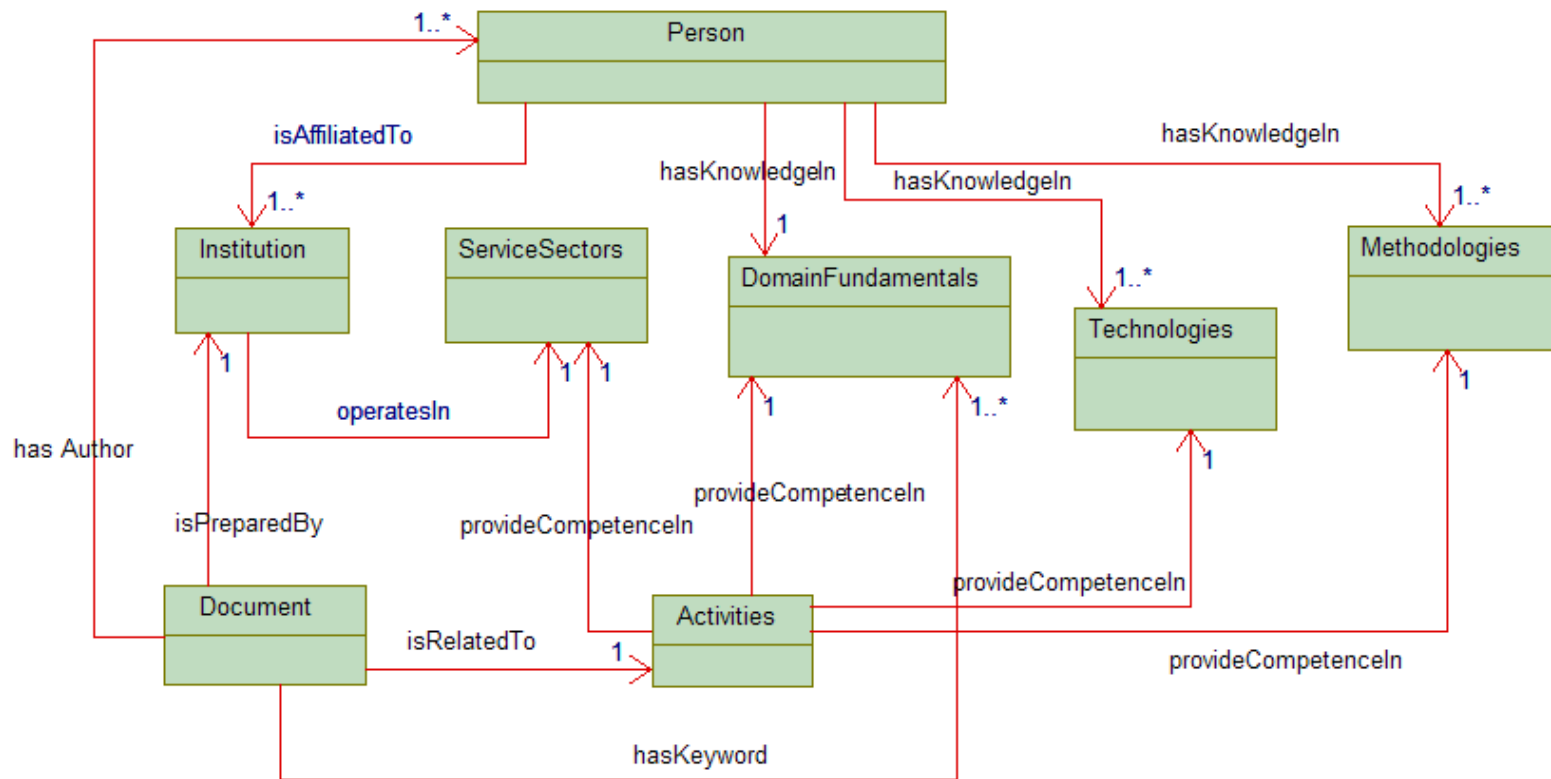 1..*
Person
isAffiliatedTo
hasKnowledgeIn
hasKnowledgeIn
hasKnowledgeIn
1..*
1
1..*
1..*
Institution
ServiceSectors
DomainFundamentals
Technologies
Methodologies
1
1
1
1
1..*
1
1
operatesIn
has Author
isPreparedBy
provideCompetenceIn
provideCompetenceIn
provideCompetenceIn
provideCompetenceIn
Document
isRelatedTo
1
Activities
hasKeyword